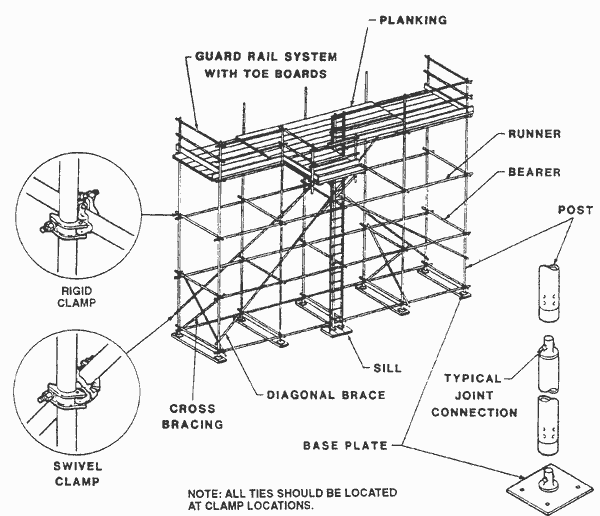 PLANKING
GUARD RAIL SYSTEM
WITH TOE BOARDS
RUNNER
BEARER
POST
RIGID
CLAMP
SILL
TYPICAL
JOINT
CONNECTION
DIAGONAL BRACE
CROSS
BRACING
BASE PLATE
SWIVEL
CLAMP
NOTE: ALL TIES SHOULD BE LOCATED
AT CLAMP LOCATIONS.